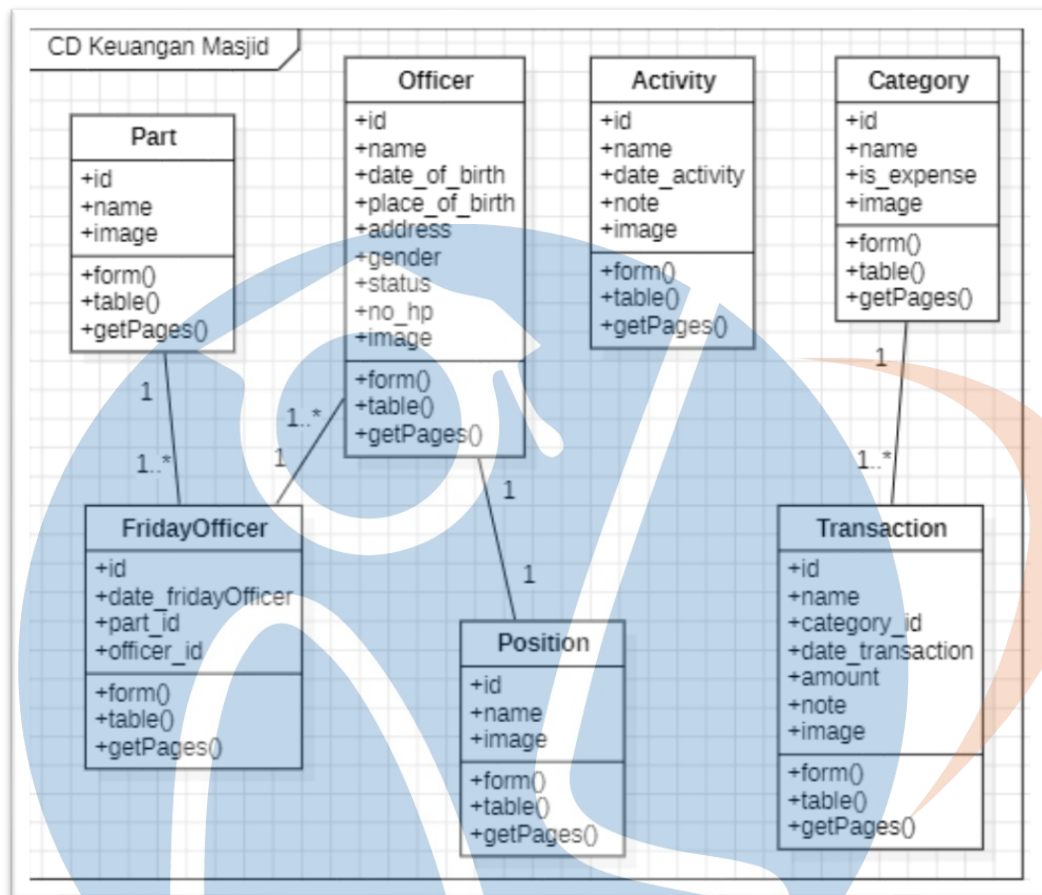 CD Keuangan Masjid
Part
+id
+name
+image
+form()
+table()
+getPages()
Officer
+id
+name
+date_of_birth
+place_of_birth
+address
+gender
+status
+no_hp
+image
+form()
+table()
+getPages()
Activity
+id
+name
+date_activity
+note
+image
+form()
+table()
+getPages()
Category
+id
+name
+is_expense
+image
+form()
+table()
+getPages()
1
1..*
1..*
1
1
1
1
1..*
FridayOfficer
+id
+date_fridayOfficer
+part_id
+officer_id
+form()
+table()
+getPages()
Position
+id
+name
+image
+form()
+table()
+getPages()
Transaction
+id
+name
+category_id
+date_transaction
+amount
+note
+image
+form()
+table()
+getPages()